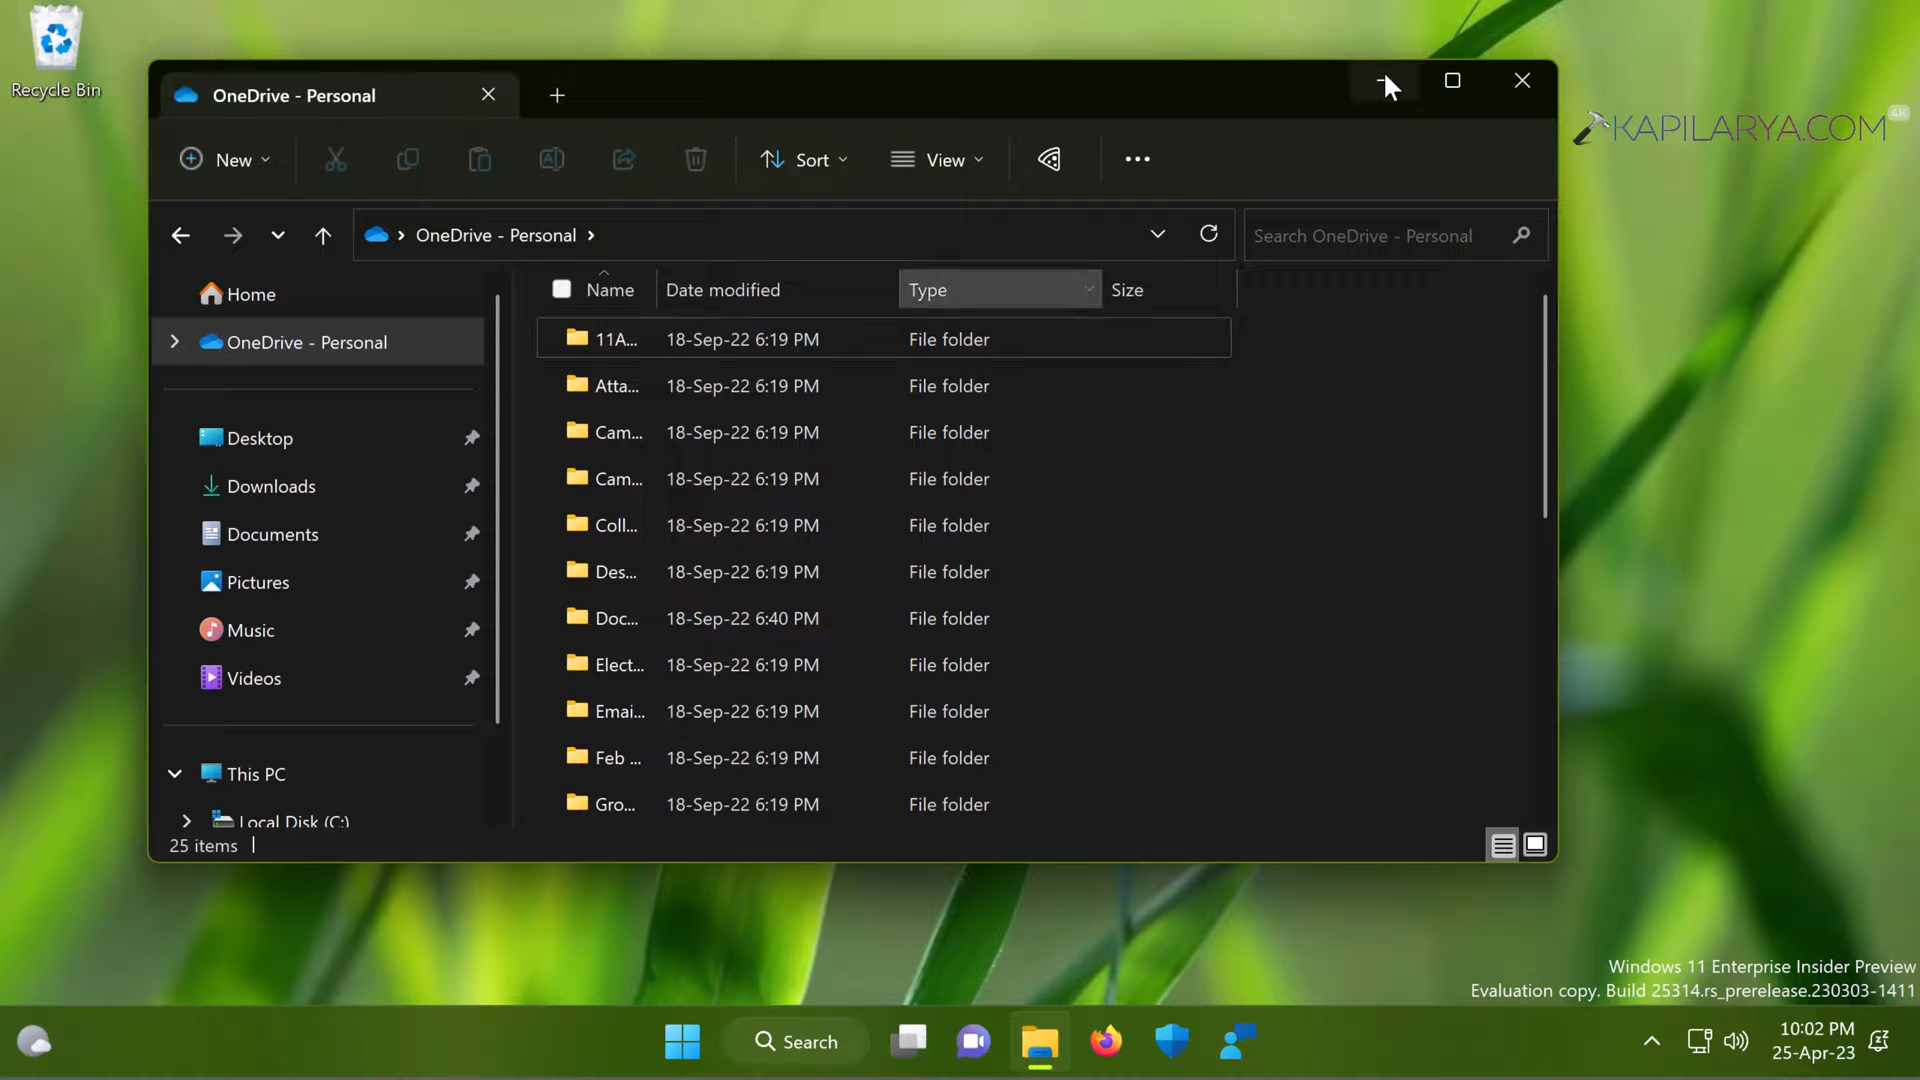 Recycle Bin
OneDrive - Personal
KAPILARYA.COM
4K
New
Sort
View
OneDrive - Personal
Search OneDrive - Personal
Home
OneDrive - Personal
Desktop
Downloads
Documents
Pictures
Music
Videos
This PC
Local Disk (C:)
Name Date modified Type Size
11A... 18-Sep-22 6:19 PM File folder
Atta... 18-Sep-22 6:19 PM File folder
Cam... 18-Sep-22 6:19 PM File folder
Cam... 18-Sep-22 6:19 PM File folder
Coll... 18-Sep-22 6:19 PM File folder
Des... 18-Sep-22 6:19 PM File folder
Doc... 18-Sep-22 6:40 PM File folder
Elect... 18-Sep-22 6:19 PM File folder
Emai... 18-Sep-22 6:19 PM File folder
Feb ... 18-Sep-22 6:19 PM File folder
Gro... 18-Sep-22 6:19 PM File folder
25 items
Windows 11 Enterprise Insider Preview
Evaluation copy. Build 25314.rs_prerelease.230303-1411
Search
10:02 PM
25-Apr-23